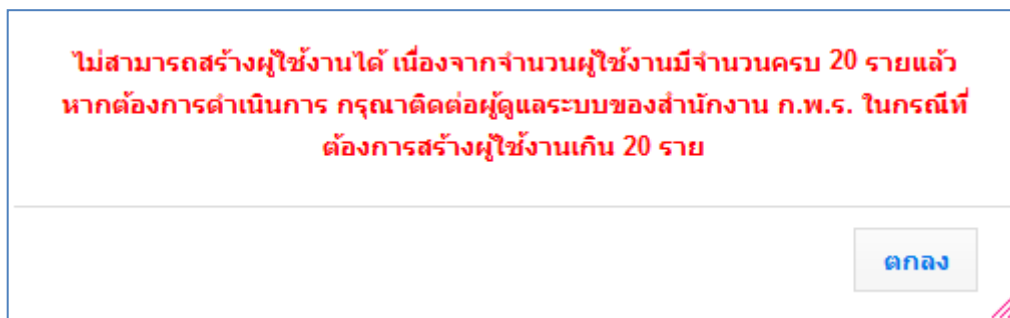 ไม่สามารถสร้างผู้ใช้งานได้ เนื่องจากจำนวนผู้ใช้งานมีจำนวนครบ 20 รายแล้ว
หากต้องการดำเนินการ กรุณาติดต่อผู้ดูแลระบบของสำนักงาน ก.พ.ร. ในกรณีที่
ต้องการสร้างผู้ใช้งานเกิน 20 ราย
ตกลง